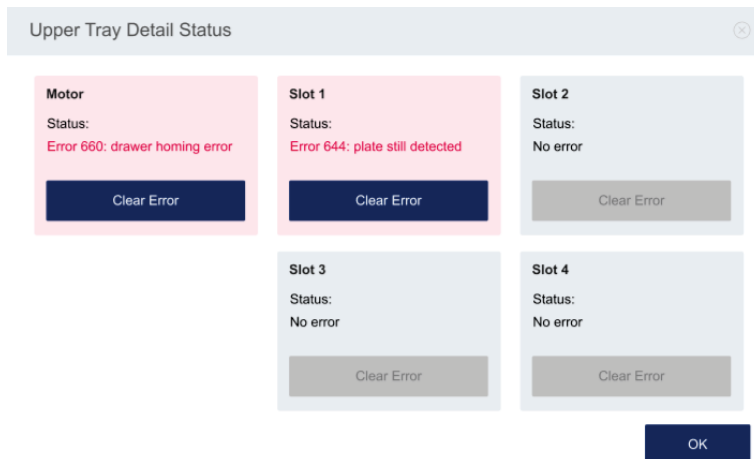 Upper Tray Detail Status
Motor
Status:
Error 660: drawer homing error
Clear Error
Slot 1
Status:
Error 644: plate still detected
Clear Error
Slot 2
Status:
No error
Clear Error
Slot 3
Status:
No error
Clear Error
Slot 4
Status:
No error
Clear Error
OK